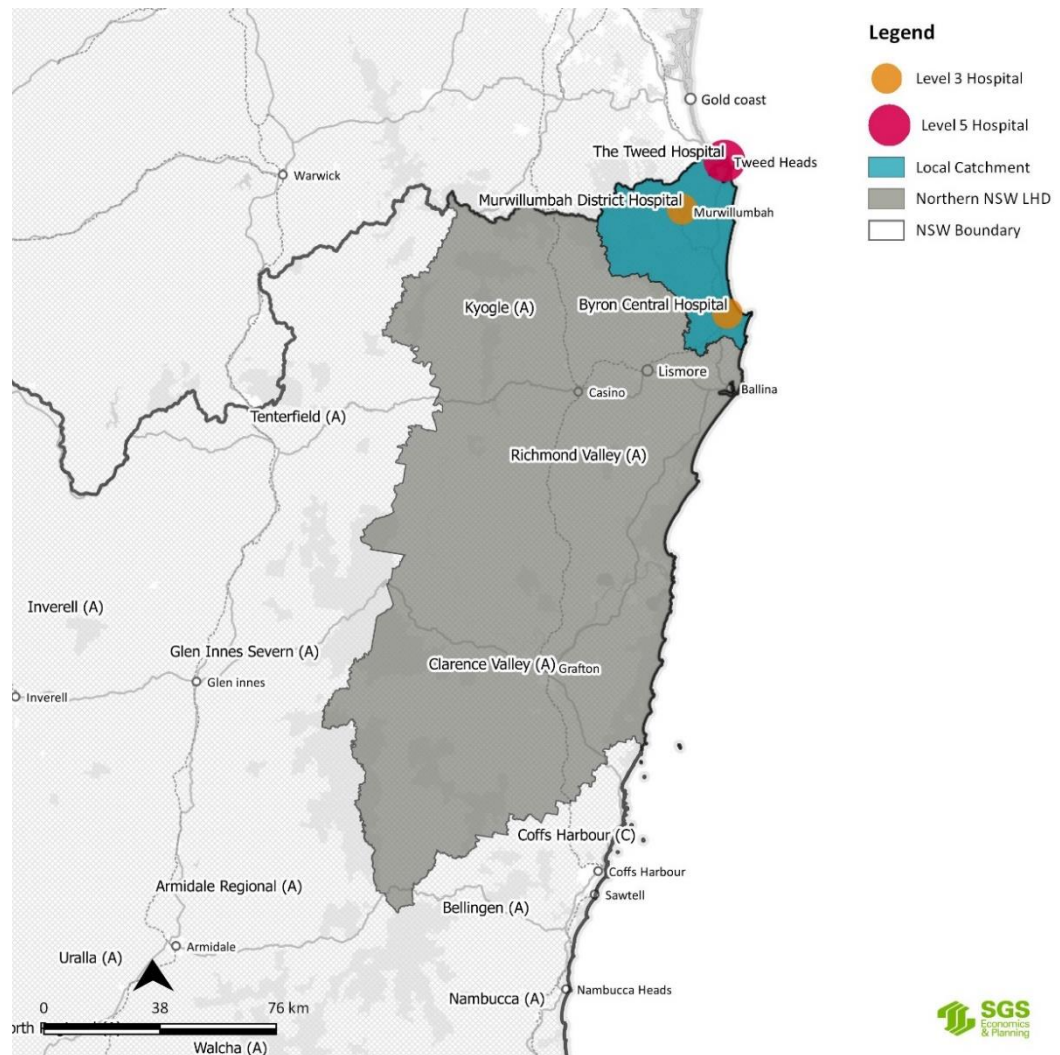 Legend
Level 3 Hospital
Level 5 Hospital
Local Catchment
Northern NSW LHD
NSW Boundary
Gold coast
The Tweed Hospital
Tweed Heads
Warwick
Murwillumbah District Hospital
Murwillumbah
Kyogle (A)
Byron Central Hospital
Lismore
Casino
Ballina
Tenterfield (A)
Richmond Valley (A)
Inverell (A)
Glen Innes Severn (A)
Clarence Valley (A)
Grafton
Glen innes
Inverell
Coffs Harbour (C)
Coffs Harbour
Armidale Regional (A)
Sawtell
Bellingen (A)
Armidale
Uralla (A)
Nambucca (A)
Nambucca Heads
0 38 76 km
Walcha (A)
SGS
Economics
& Planning